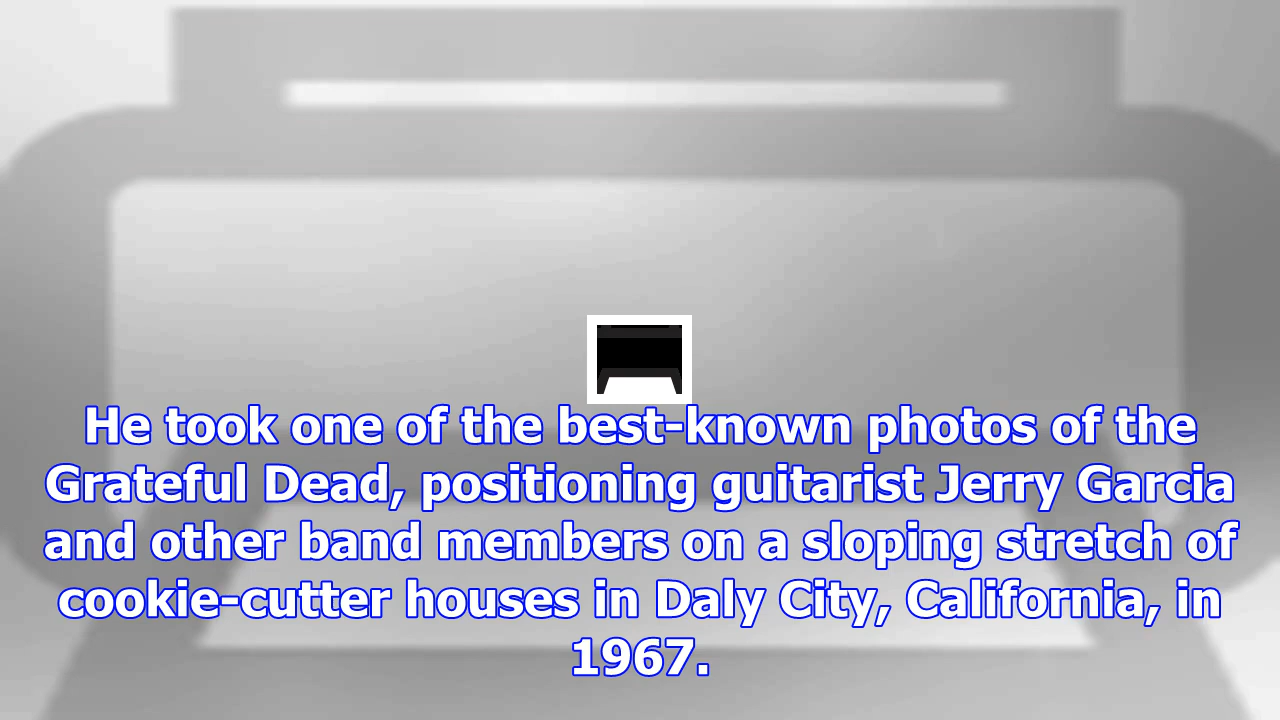 He took one of the best-known photos of the
Grateful Dead, positioning guitarist Jerry Garcia
and other band members on a sloping stretch of
cookie-cutter houses in Daly City, California, in
1967.